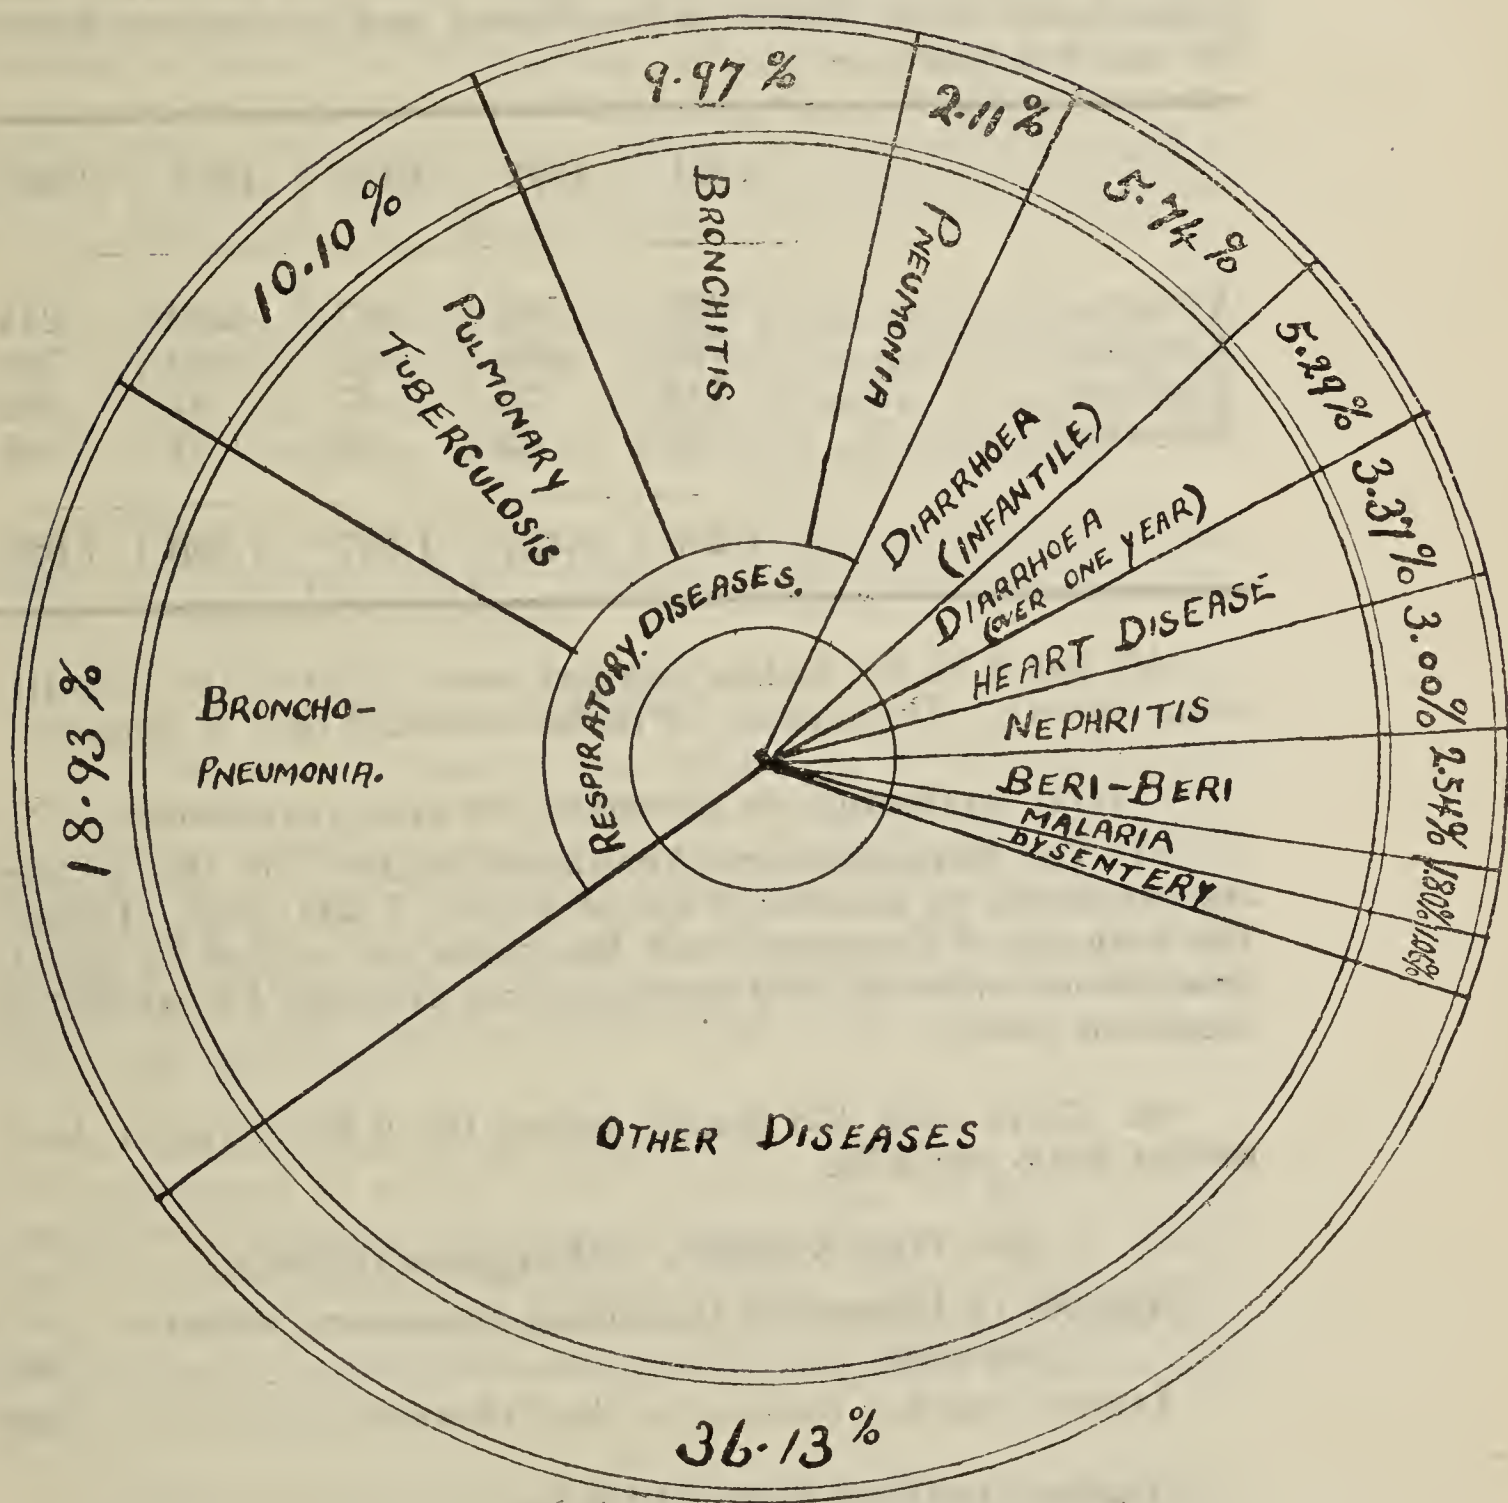 9.97 %
BRONCHITIS
2.11 %
PNEUMONIA
5.74 %
DIARRHOEA
(INFANTILE)
5.29%
DIARRHOEA
(OVER ONE YEAR)
3.37 %
HEART DISEASE
3.00%
NEPHRITIS
2.54%
BERI-BERI
1.80%
MALARIA
DYSENTERY
36.13 %
OTHER DISEASES
18.93 %
BRONCHO-
PNEUMONIA.
10.10 %
PULMONARY
TUBERCULOSIS
RESPIRATORY. DISEASES.